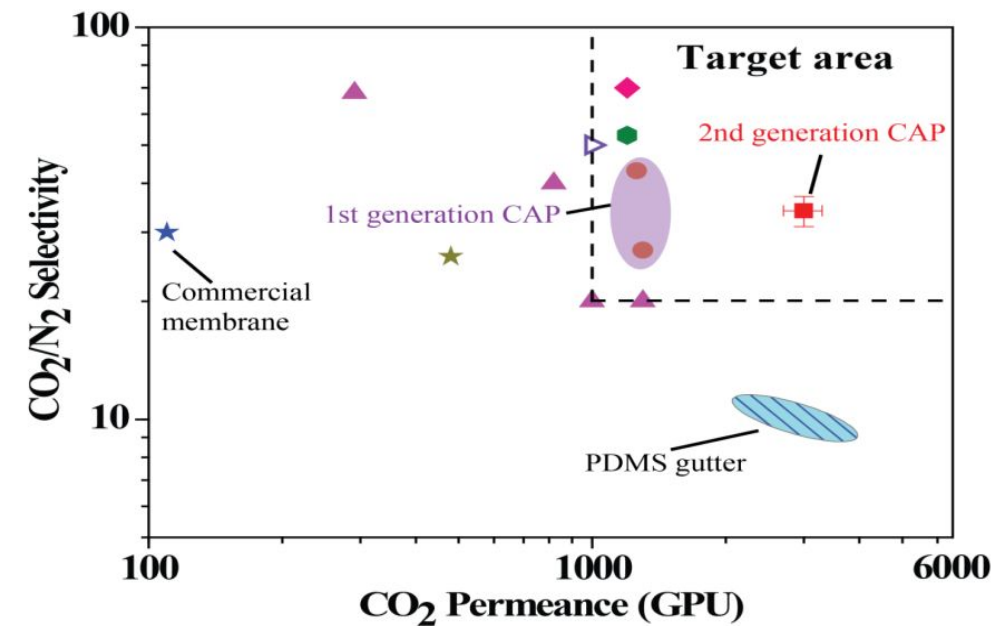 100
Target area
2nd generation CAP
1st generation CAP
Commercial
membrane
CO₂/N₂ Selectivity
10
PDMS gutter
100
1000
6000
CO₂ Permeance (GPU)